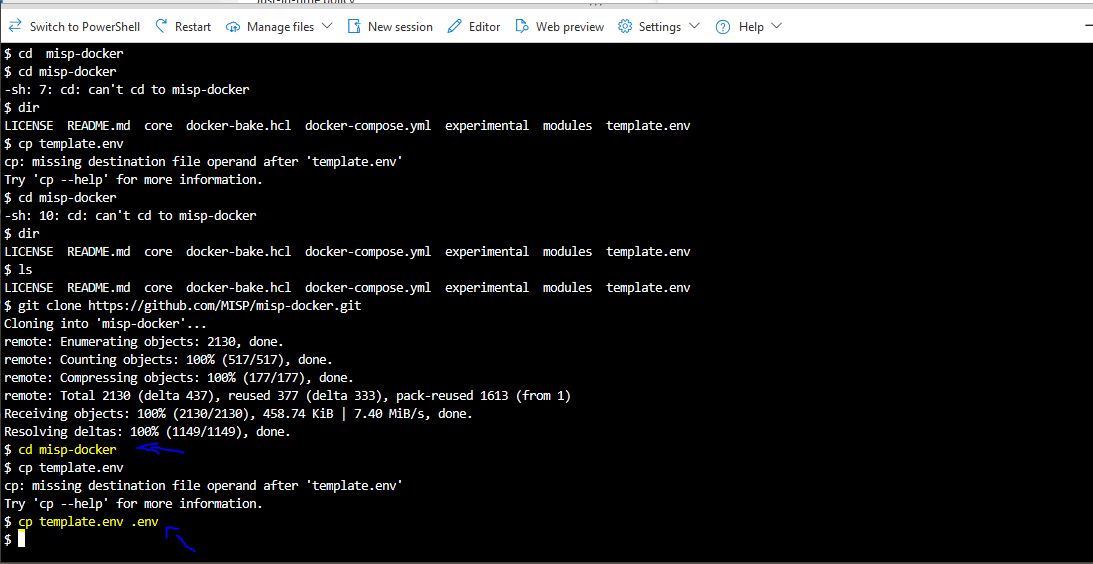 Just-in-time policy
Switch to PowerShell Restart Manage files New session Editor Web preview Settings Help
$ cd  misp-docker
$ cd misp-docker
-sh: 7: cd: can't cd to misp-docker
$ dir
LICENSE  README.md  core  docker-bake.hcl  docker-compose.yml  experimental  modules  template.env
$ cp template.env
cp: missing destination file operand after 'template.env'
Try 'cp --help' for more information.
$ cd misp-docker
-sh: 10: cd: can't cd to misp-docker
$ dir
LICENSE  README.md  core  docker-bake.hcl  docker-compose.yml  experimental  modules  template.env
$ ls
LICENSE  README.md  core  docker-bake.hcl  docker-compose.yml  experimental  modules  template.env
$ git clone https://github.com/MISP/misp-docker.git
Cloning into 'misp-docker'...
remote: Enumerating objects: 2130, done.
remote: Counting objects: 100% (517/517), done.
remote: Compressing objects: 100% (177/177), done.
remote: Total 2130 (delta 437), reused 377 (delta 333), pack-reused 1613 (from 1)
Receiving objects: 100% (2130/2130), 458.74 KiB | 7.40 MiB/s, done.
Resolving deltas: 100% (1149/1149), done.
$ cd misp-docker
$ cp template.env
cp: missing destination file operand after 'template.env'
Try 'cp --help' for more information.
$ cp template.env .env
$